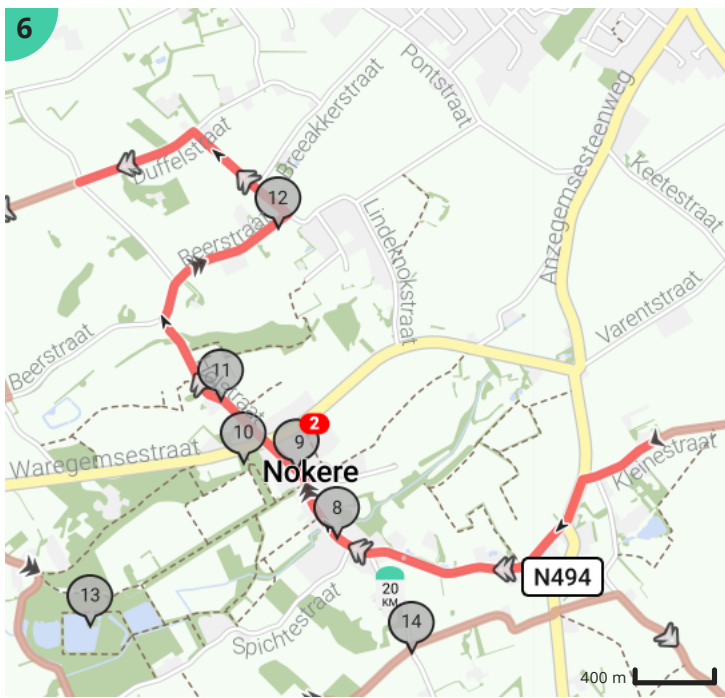 6
Pontstraat
Breeakkerstraat
Duffelstraat
Anzegemsesteenweg
Keetestraat
12
Lindeknokstraat
Beerstraat
Varentstraat
Beerstraat
11
10
2
9
Waregemsestraat
Nokere
Kleinestraat
8
N494
20
KM
13
Spichtestraat
14
400 m